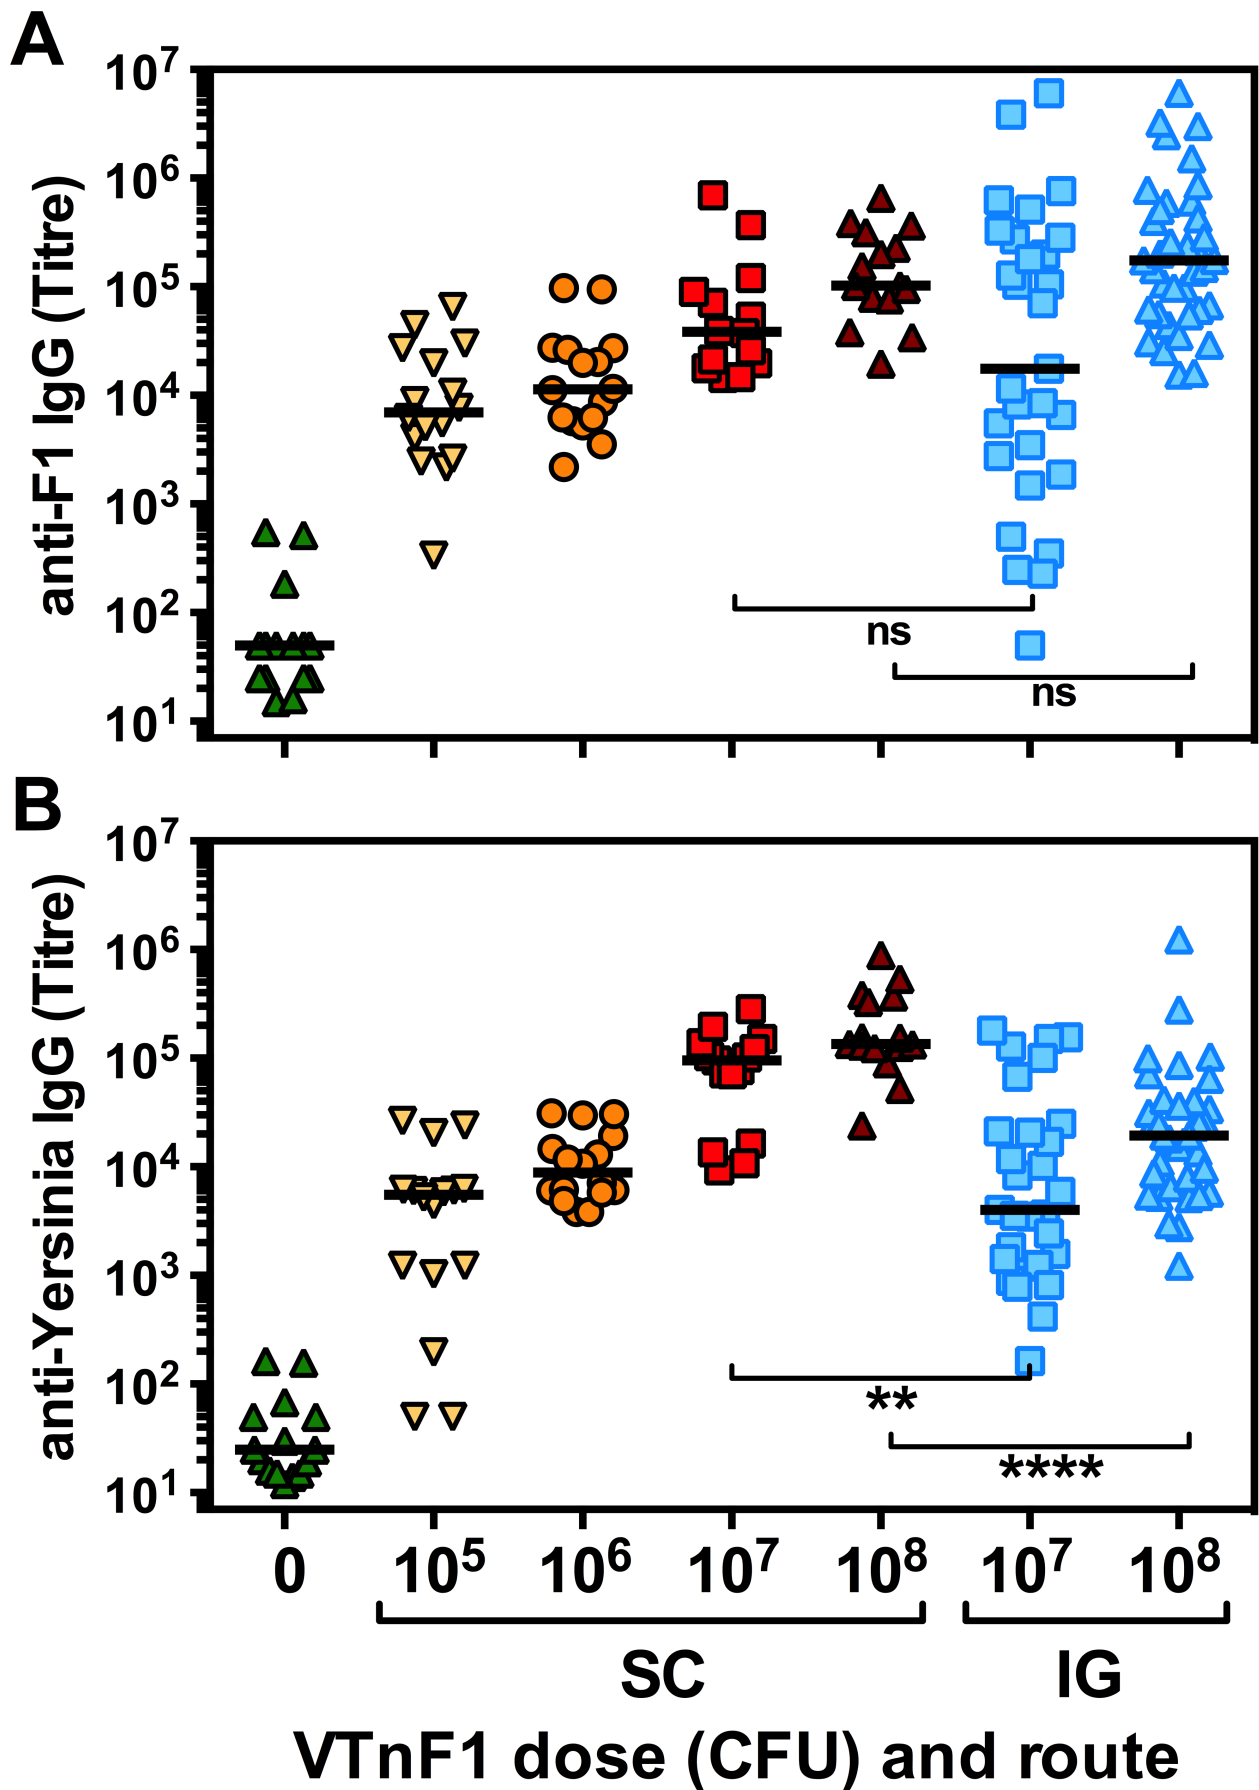 A
anti-F1 IgG (Titre)
10⁷
10⁶
10⁵
10⁴
10³
10²
10¹
ns
ns
B
anti-Yersinia IgG (Titre)
10⁷
10⁶
10⁵
10⁴
10³
10²
10¹
**
****
0 10⁵ 10⁶ 10⁷ 10⁸ 10⁷ 10⁸
SC IG
VTnF1 dose (CFU) and route